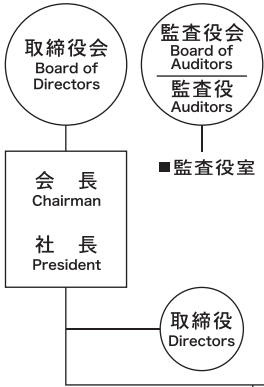 取締役会
Board of
Directors
監査役会
Board of
Auditors
監査役
Auditors
■監査役室
会　長
Chairman
社　長
President
取締役
Directors